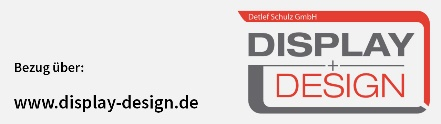 Detlef Schulz GmbH
DISPLAY
+
DESIGN
Bezug über:
www.display-design.de